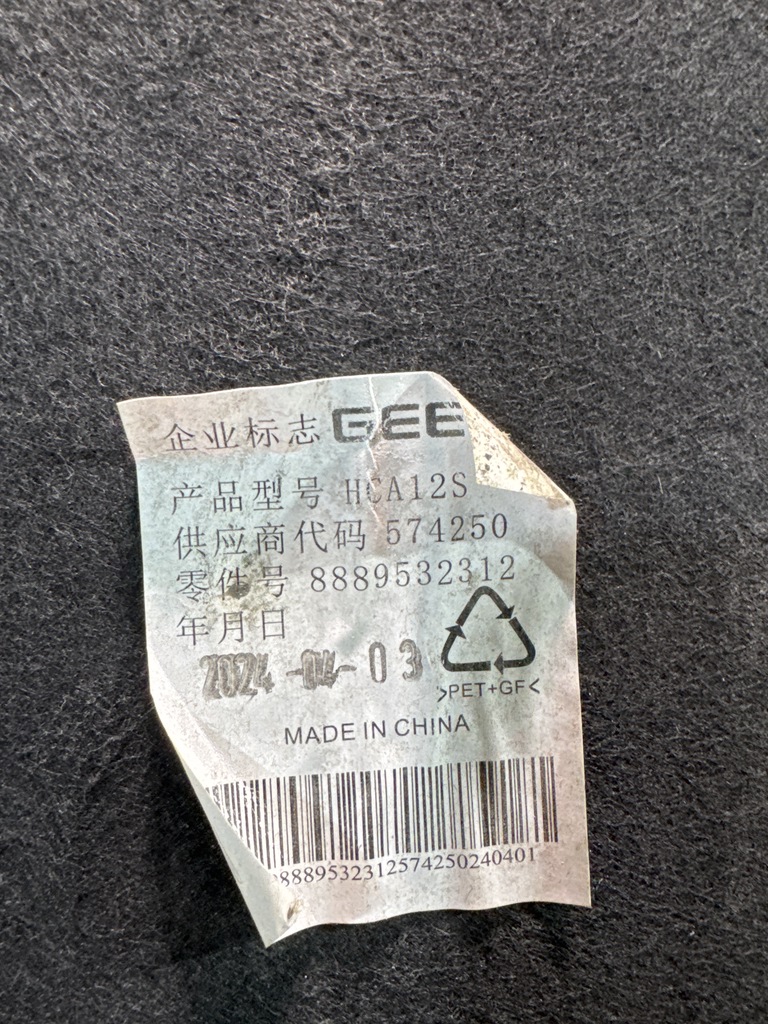 企业标志 GEE
产品型号 HCA12S
供应商代码 574250
零件号 8889532312
年月日
2024-04-03
>PET+GF<
MADE IN CHINA
8889532312574250240401